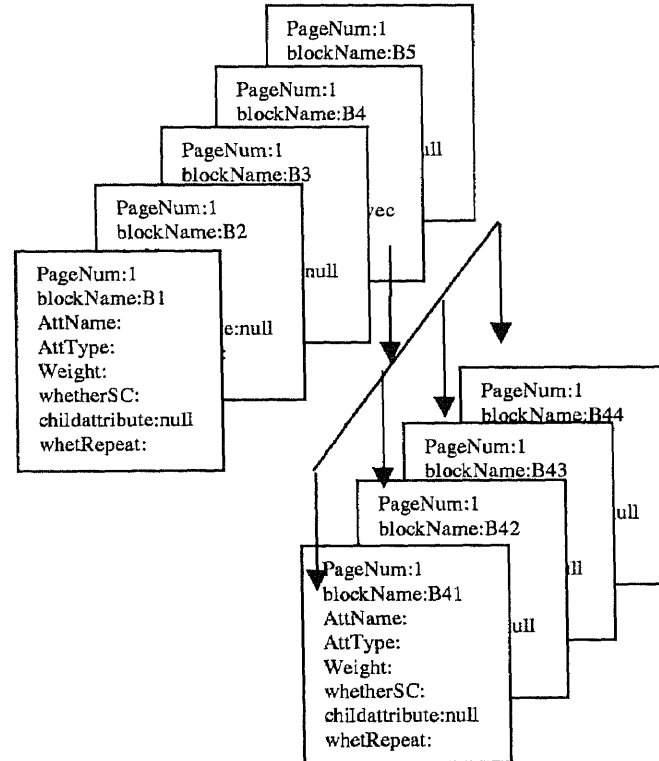 PageNum:1
blockName:B5
ull
PageNum:1
blockName:B4
vec
PageNum:1
blockName:B3
null
PageNum:1
blockName:B2
e:null
:
PageNum:1
blockName:B1
AttName:
AttType:
Weight:
whetherSC:
childattribute:null
whetRepeat:
PageNum:1
blockName:B44
ull
PageNum:1
blockName:B43
ull
PageNum:1
blockName:B42
ull
PageNum:1
blockName:B41
AttName:
AttType:
Weight:
whetherSC:
childattribute:null
whetRepeat: